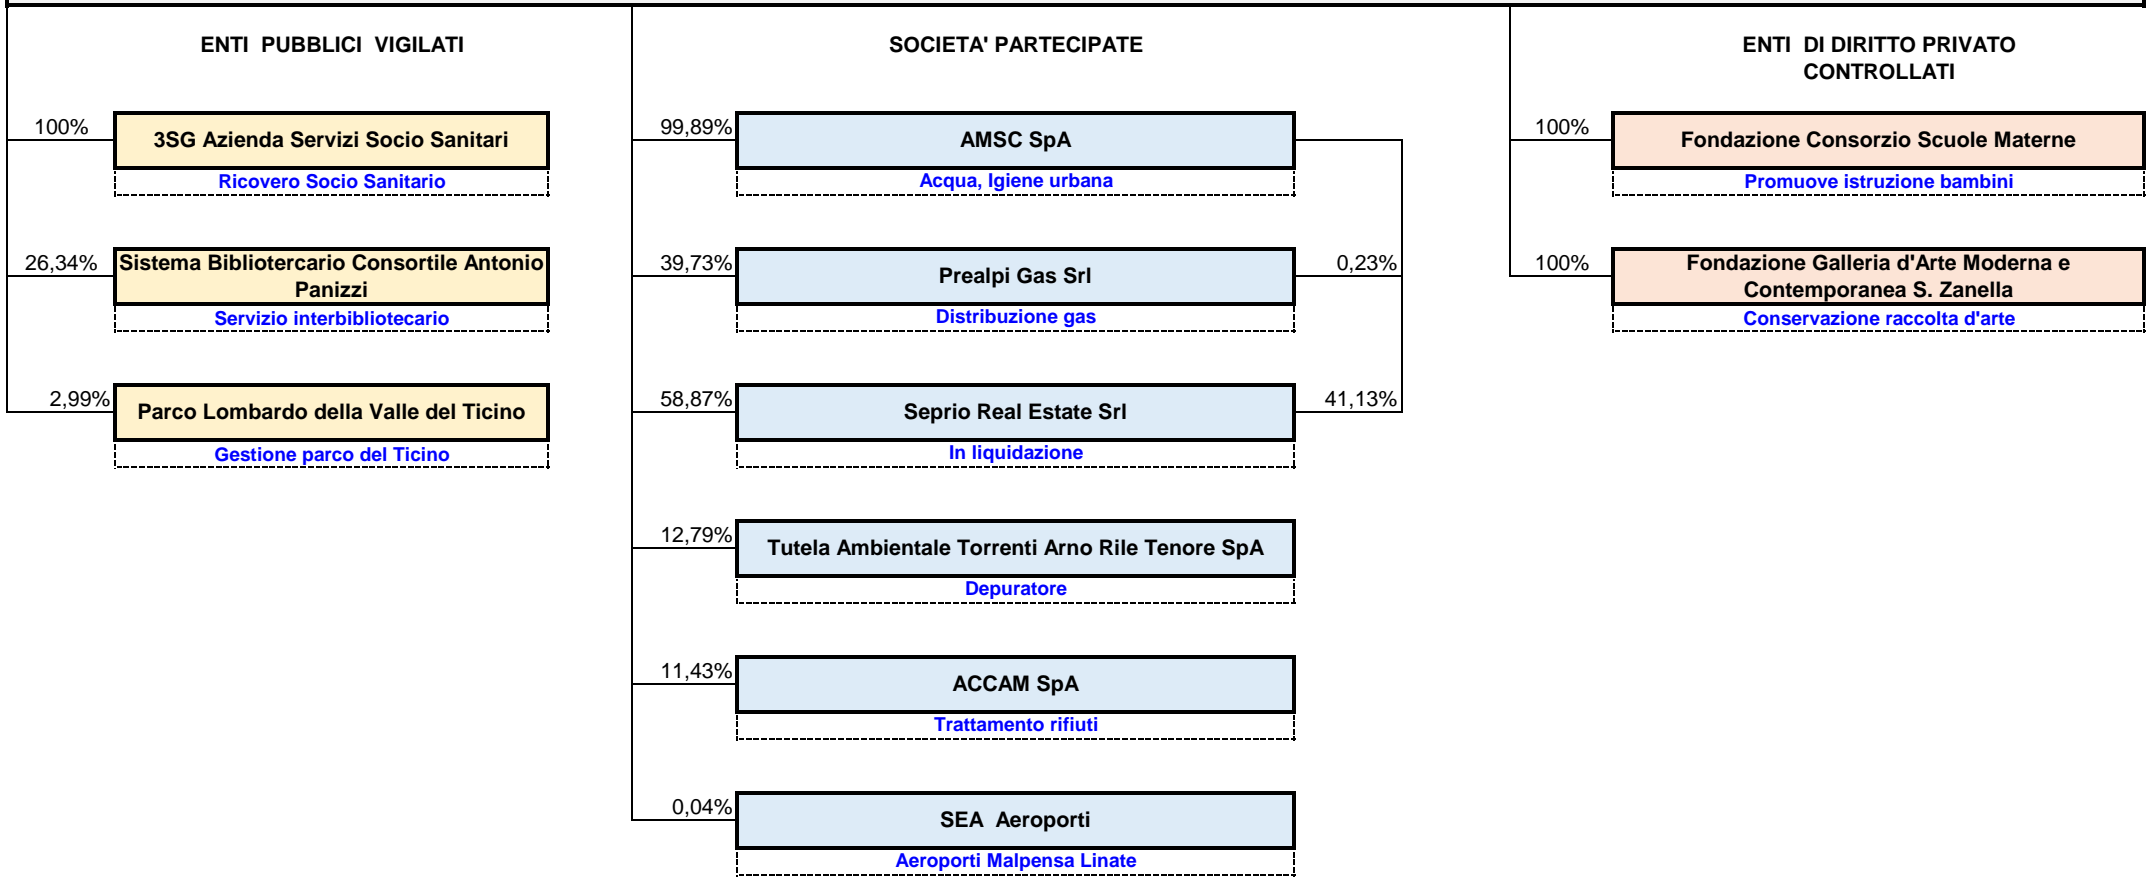 ENTI PUBBLICI VIGILATI
100%
3SG Azienda Servizi Socio Sanitari
Ricovero Socio Sanitario
26,34%
Sistema Bibliotercario Consortile Antonio
Panizzi
Servizio interbibliotecario
2,99%
Parco Lombardo della Valle del Ticino
Gestione parco del Ticino
SOCIETA' PARTECIPATE
99,89%
AMSC SpA
Acqua, Igiene urbana
39,73%
Prealpi Gas Srl
0,23%
Distribuzione gas
58,87%
Seprio Real Estate Srl
41,13%
In liquidazione
12,79%
Tutela Ambientale Torrenti Arno Rile Tenore SpA
Depuratore
11,43%
ACCAM SpA
Trattamento rifiuti
0,04%
SEA Aeroporti
Aeroporti Malpensa Linate
ENTI DI DIRITTO PRIVATO
CONTROLLATI
100%
Fondazione Consorzio Scuole Materne
Promuove istruzione bambini
100%
Fondazione Galleria d'Arte Moderna e
Contemporanea S. Zanella
Conservazione raccolta d'arte